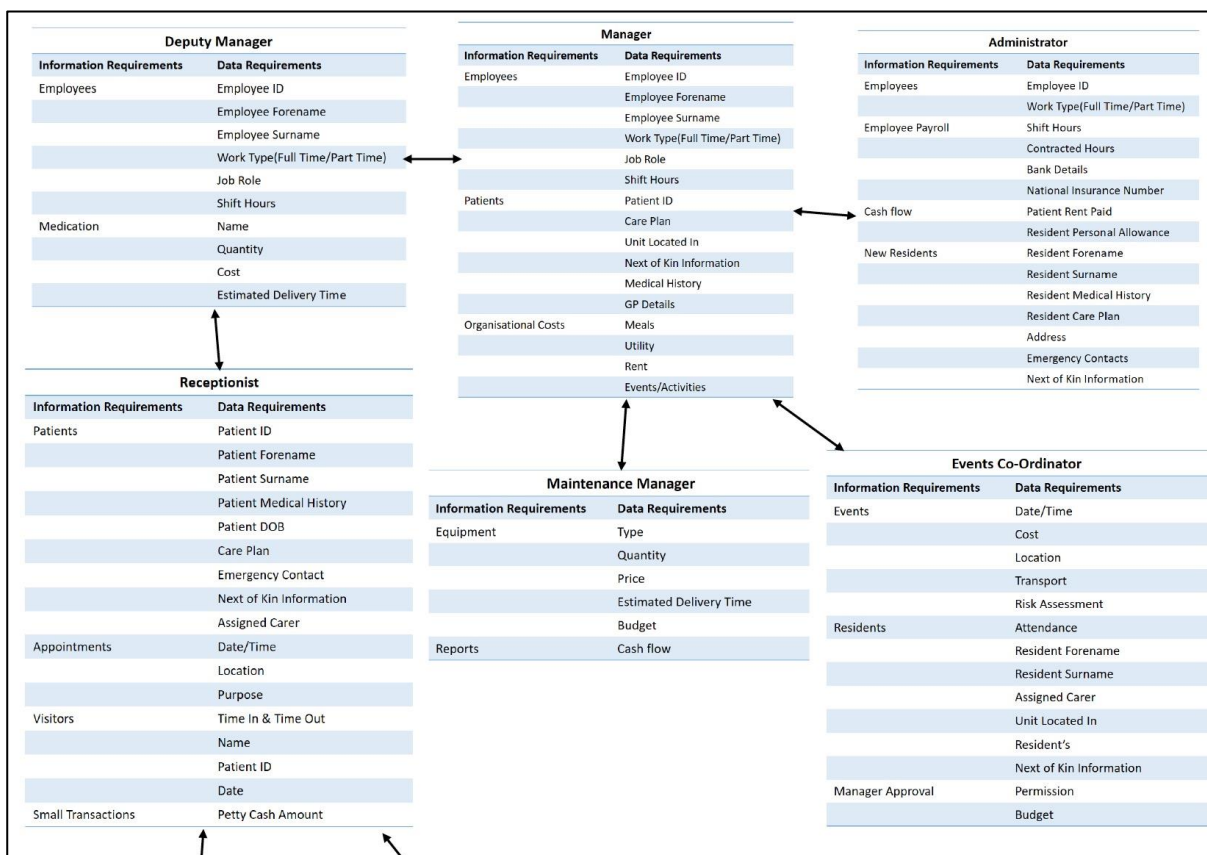 Deputy Manager
Information Requirements Data Requirements
Employees Employee ID
Employee Forename
Employee Surname
Work Type(Full Time/Part Time)
Job Role
Shift Hours
Medication Name
Quantity
Cost
Estimated Delivery Time
Manager
Information Requirements Data Requirements
Employees Employee ID
Employee Forename
Employee Surname
Work Type(Full Time/Part Time)
Job Role
Shift Hours
Patients Patient ID
Care Plan
Unit Located In
Next of Kin Information
Medical History
GP Details
Organisational Costs Meals
Utility
Rent
Events/Activities
Administrator
Information Requirements Data Requirements
Employees Employee ID
Work Type(Full Time/Part Time)
Employee Payroll Shift Hours
Contracted Hours
Bank Details
National Insurance Number
Cash flow Patient Rent Paid
Resident Personal Allowance
New Residents Resident Forename
Resident Surname
Resident Medical History
Resident Care Plan
Address
Emergency Contacts
Next of Kin Information
Receptionist
Information Requirements Data Requirements
Patients Patient ID
Patient Forename
Patient Surname
Patient Medical History
Patient DOB
Care Plan
Emergency Contact
Next of Kin Information
Assigned Carer
Appointments Date/Time
Location
Purpose
Visitors Time In & Time Out
Name
Patient ID
Date
Small Transactions Petty Cash Amount
Maintenance Manager
Information Requirements Data Requirements
Equipment Type
Quantity
Price
Estimated Delivery Time
Budget
Reports Cash flow
Events Co-Ordinator
Information Requirements Data Requirements
Events Date/Time
Cost
Location
Transport
Risk Assessment
Residents Attendance
Resident Forename
Resident Surname
Assigned Carer
Unit Located In
Resident's
Next of Kin Information
Manager Approval Permission
Budget